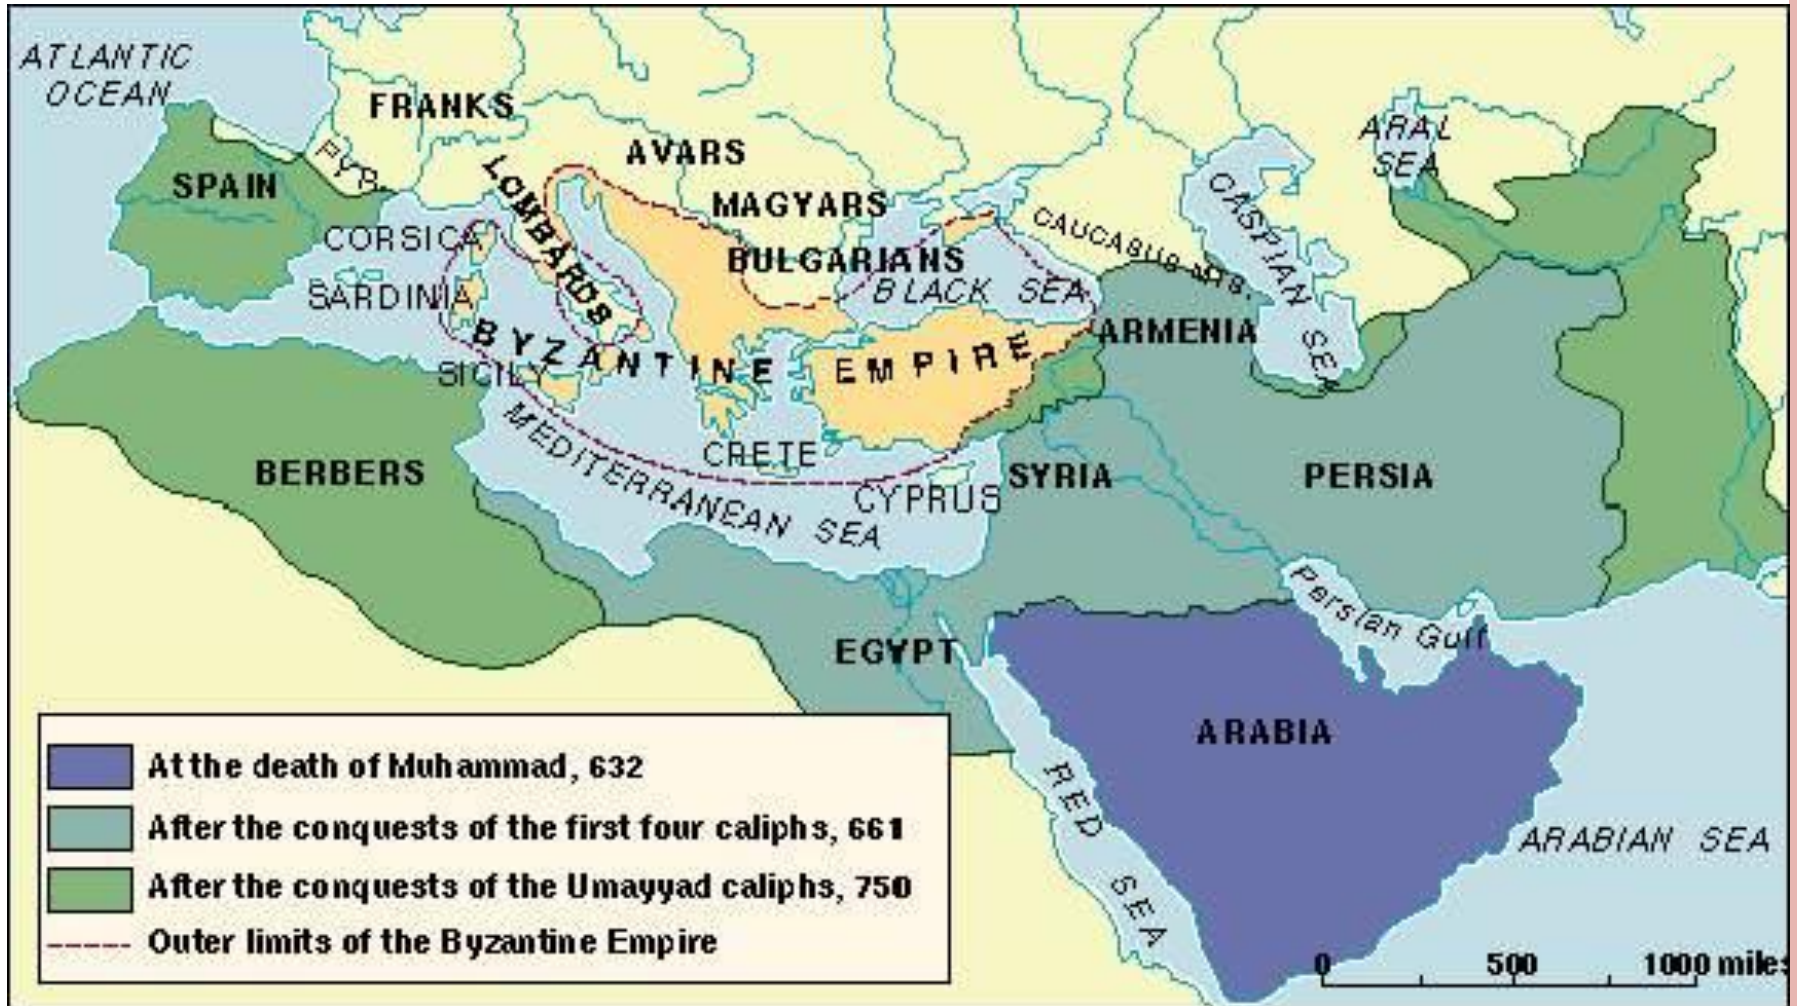 ATLANTIC
OCEAN
FRANKS
AVARS
ARAL
SEA
PYR.
SPAIN
LOMBARDS
MAGYARS
CASPIAN SEA
CORSICA
CAUCASUS MTS.
BULGARIANS
SARDINIA
BLACK SEA
ARMENIA
BYZANTINE EMPIRE
SICILY
MEDITERRANEAN SEA
CRETE
BERBERS
SYRIA
PERSIA
CYPRUS
Persian Gulf
EGYPT
ARABIA
RED SEA
ARABIAN SEA
At the death of Muhammad, 632
After the conquests of the first four caliphs, 661
After the conquests of the Umayyad caliphs, 750
Outer limits of the Byzantine Empire
0 500 1000 miles